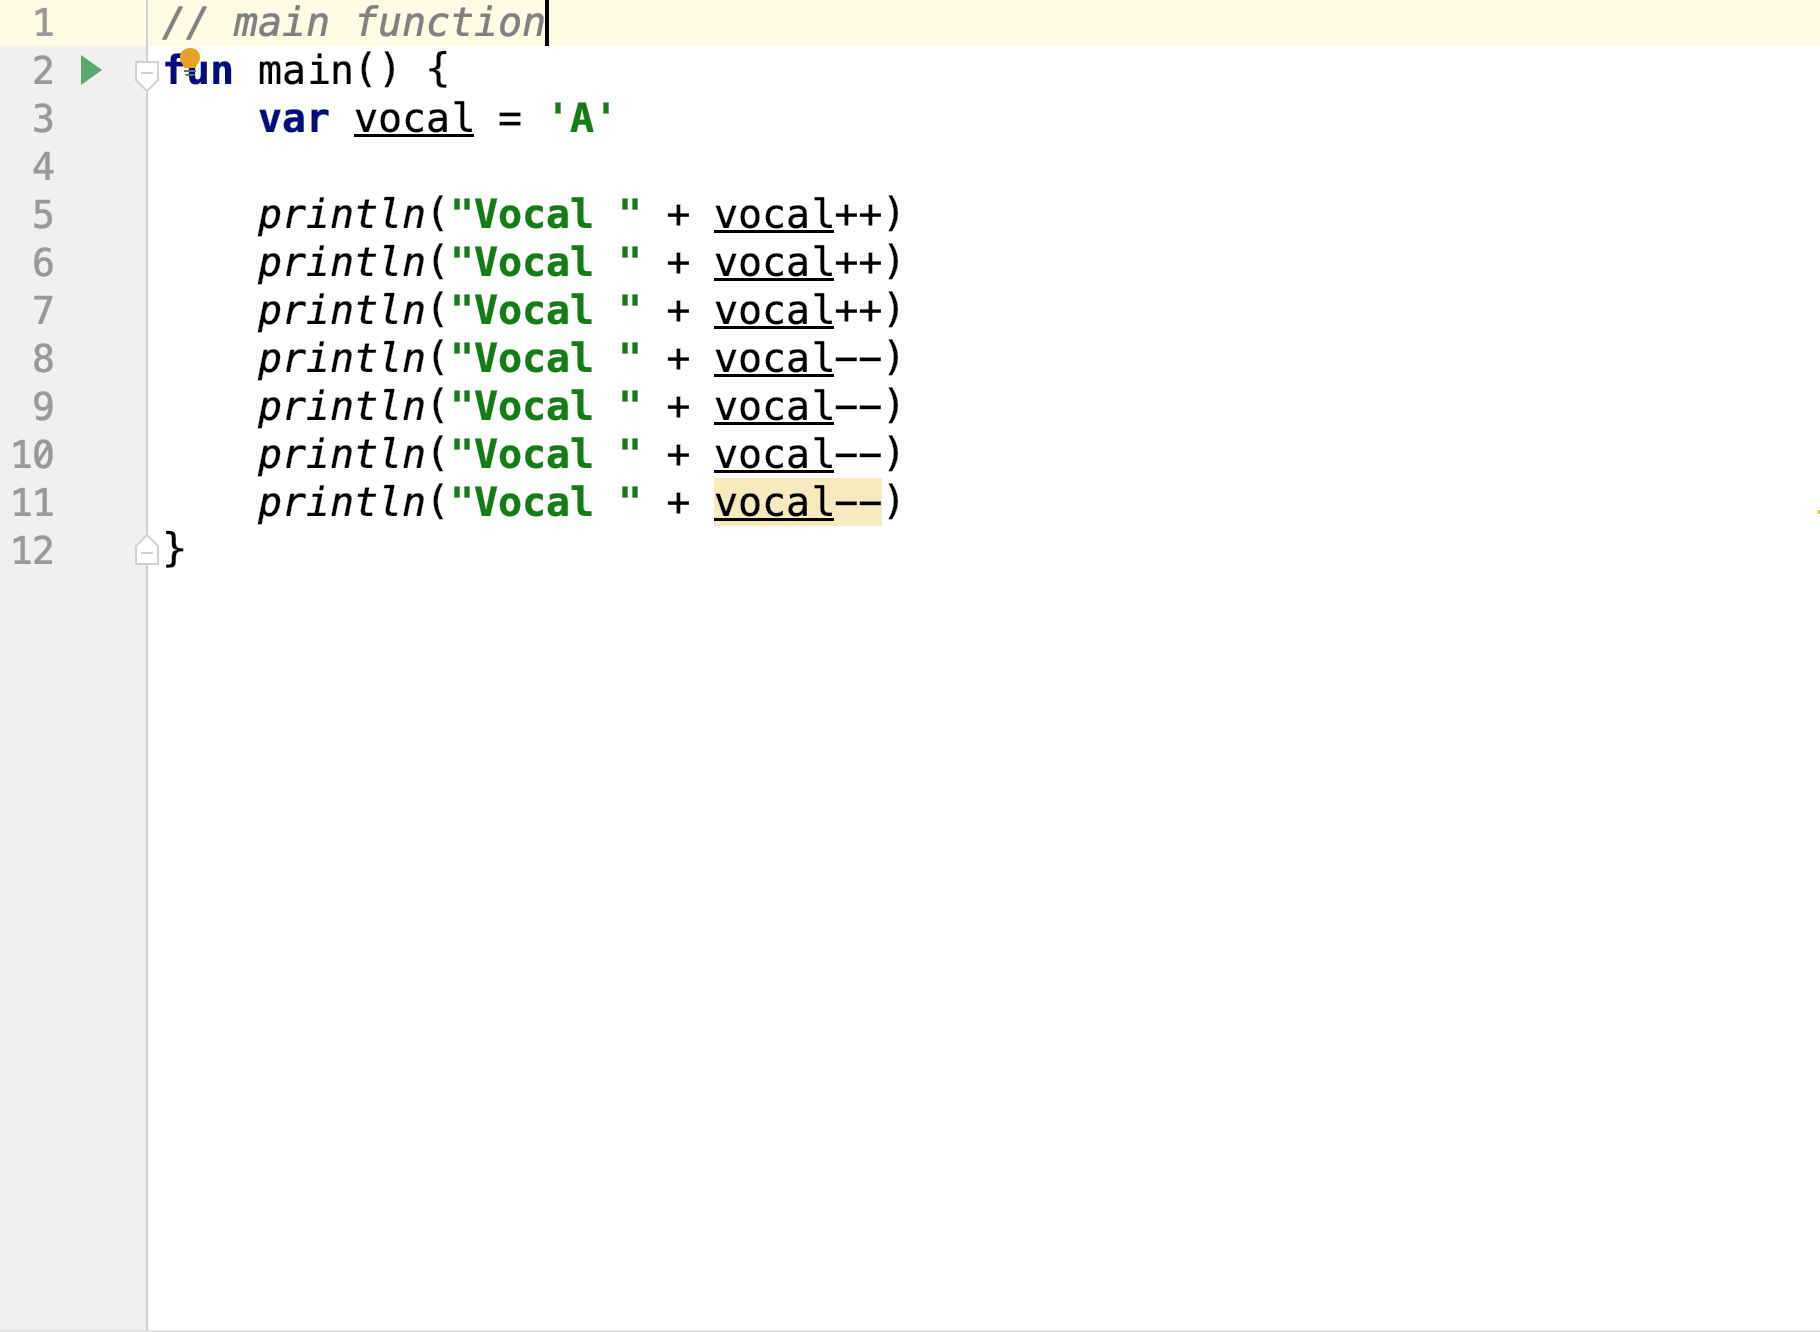 1 // main function
2 fun main() {
3     var vocal = 'A'
4
5     println("Vocal " + vocal++)
6     println("Vocal " + vocal++)
7     println("Vocal " + vocal++)
8     println("Vocal " + vocal--)
9     println("Vocal " + vocal--)
10     println("Vocal " + vocal--)
11     println("Vocal " + vocal--)
12 }